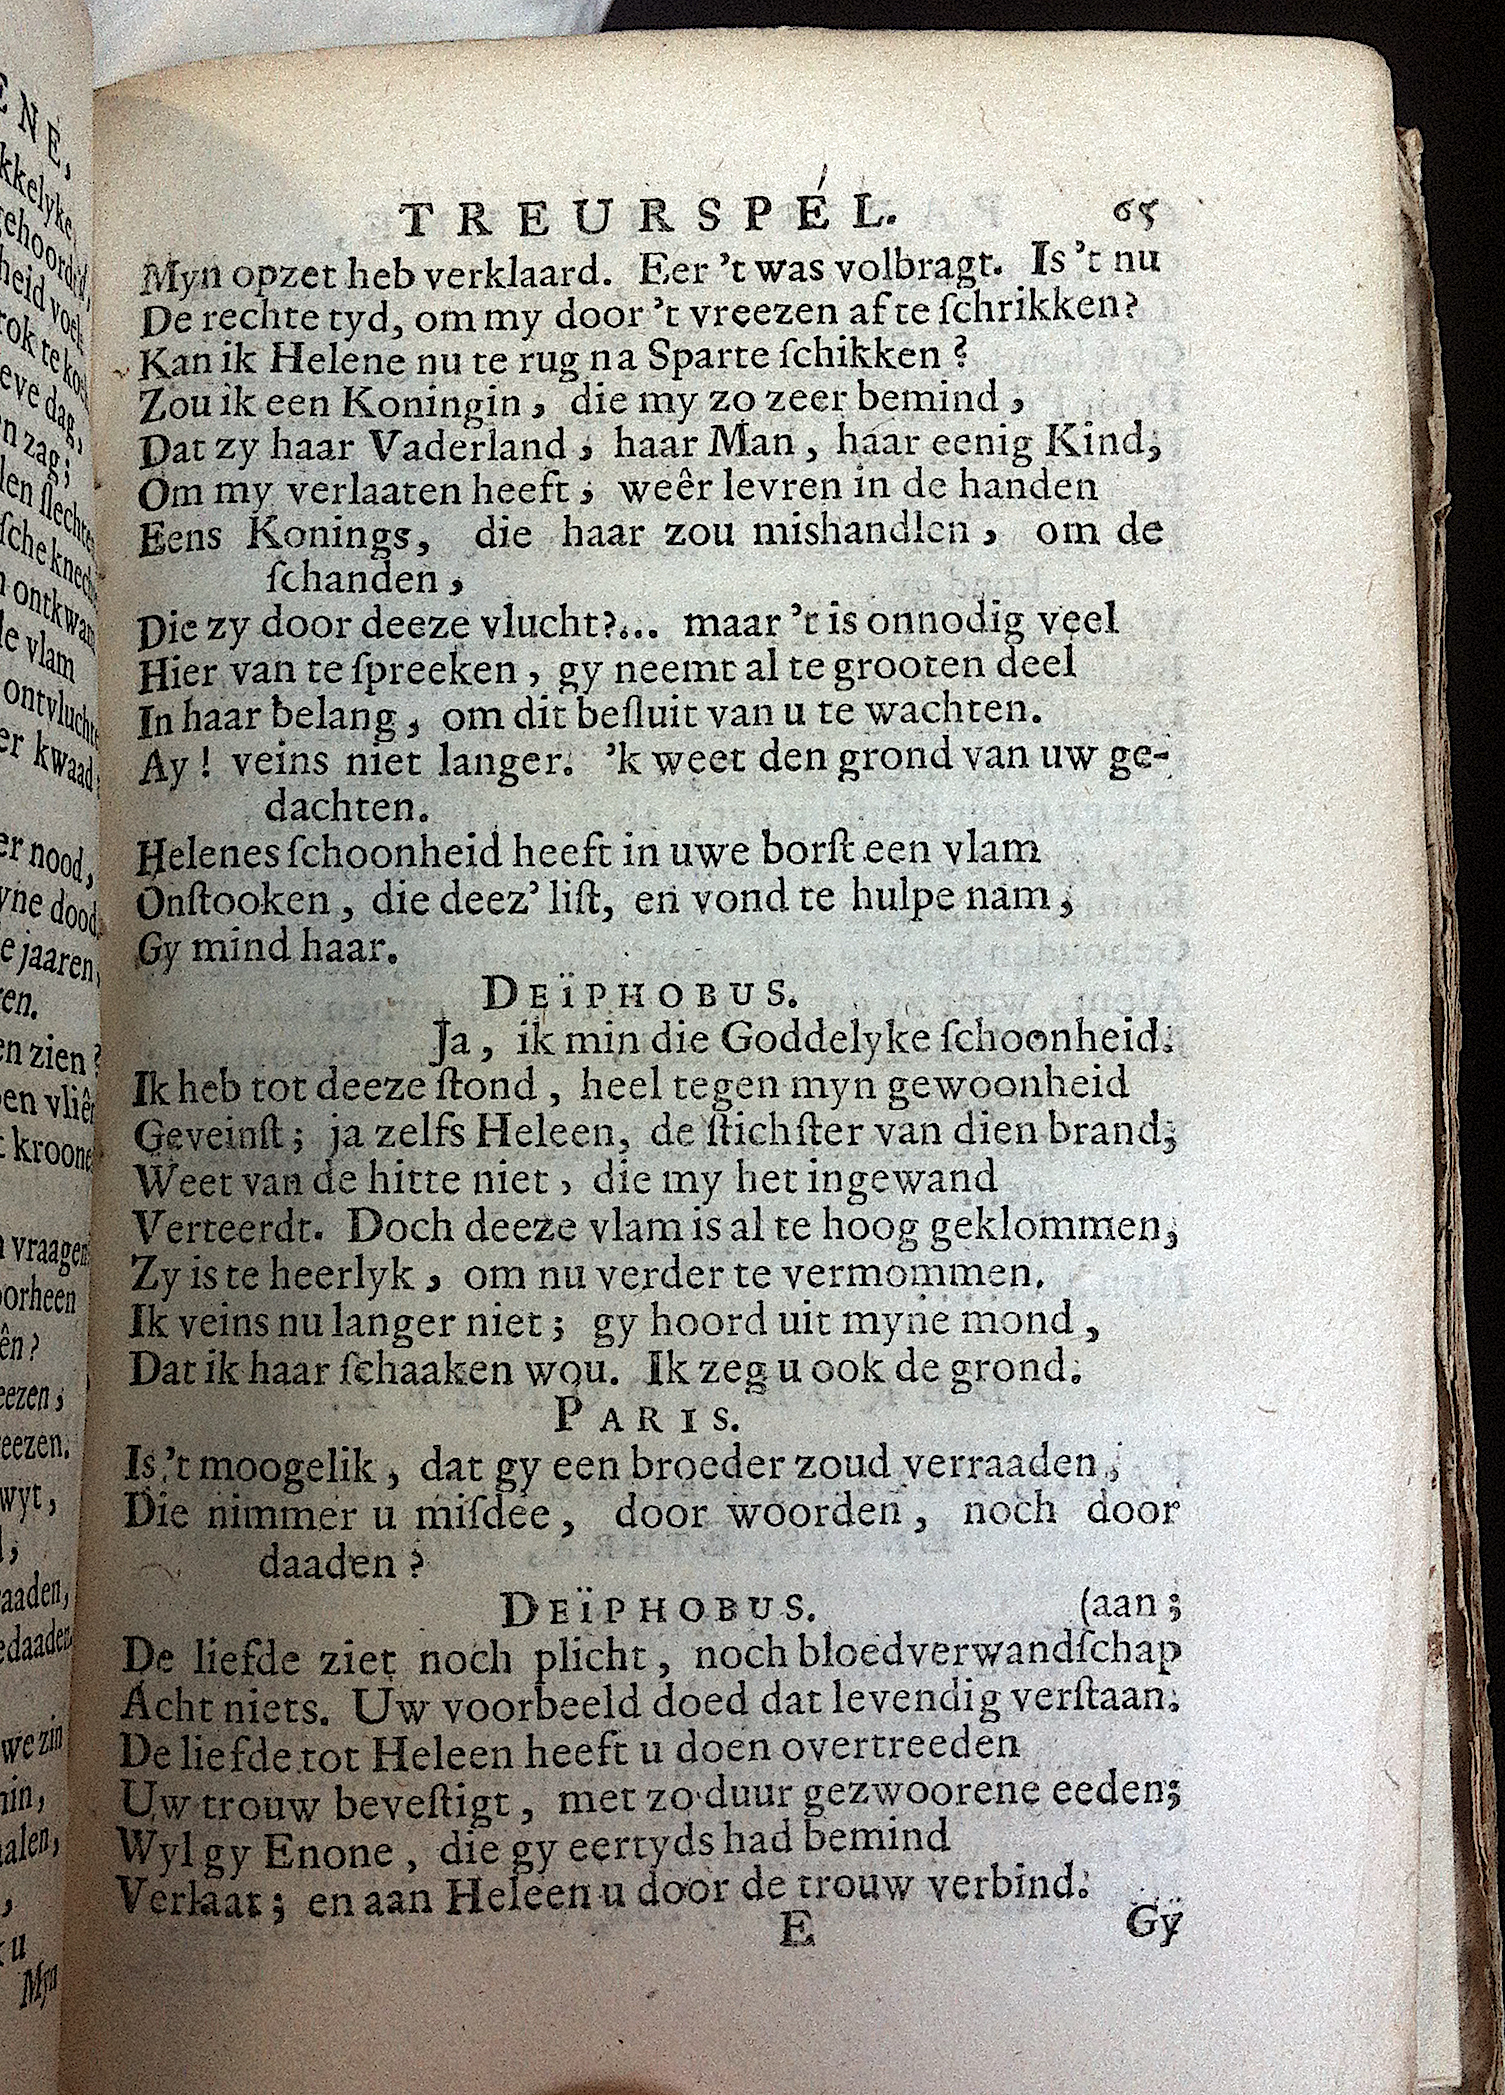 TREURSPEL. 65
Myn opzet heb verklaard. Eer 't was volbragt. Is 't nu
De rechte tyd, om my door 't vreezen af te ſchrikken?
Kan ik Helene nu te rug na Sparte ſchikken?
Zou ik een Koningin, die my zo zeer bemind,
Dat zy haar Vaderland, haar Man, haar eenig Kind,
Om my verlaaten heeft, weêr levren in de handen
Eens Konings, die haar zou mishandlen, om de
ſchanden,
Die zy door deeze vlucht?... maar 't is onnodig veel
Hier van te ſpreeken, gy neemt al te grooten deel
In haar belang, om dit beſluit van u te wachten.
Ay! veins niet langer. 'k weet den grond van uw ge-
dachten.
Helenes ſchoonheid heeft in uwe borſt een vlam
Onſtooken, die deez' liſt, en vond te hulpe nam,
Gy mind haar.
DEÏPHOBUS.
Ja, ik min die Goddelyke ſchoonheid.
Ik heb tot deeze ſtond, heel tegen myn gewoonheid
Geveinſt; ja zelfs Heleen, de ſtichſter van dien brand,
Weet van de hitte niet, die my het ingewand
Verteerdt. Doch deeze vlam is al te hoog geklommen,
Zy is te heerlyk, om nu verder te vermommen.
Ik veins nu langer niet; gy hoord uit myne mond,
Dat ik haar ſchaaken wou. Ik zeg u ook de grond.
PARIS.
Is 't moogelik, dat gy een broeder zoud verraaden,
Die nimmer u miſdee, door woorden, noch door
daaden?
DEÏPHOBUS. (aan;
De liefde ziet noch plicht, noch bloedverwandſchap
Acht niets. Uw voorbeeld doed dat levendig verſtaan.
De liefde tot Heleen heeft u doen overtreeden
Uw trouw beveſtigt, met zo duur gezwoorene eeden;
Wyl gy Enone, die gy eertyds had bemind
Verlaat; en aan Heleen u door de trouw verbind.
E Gy